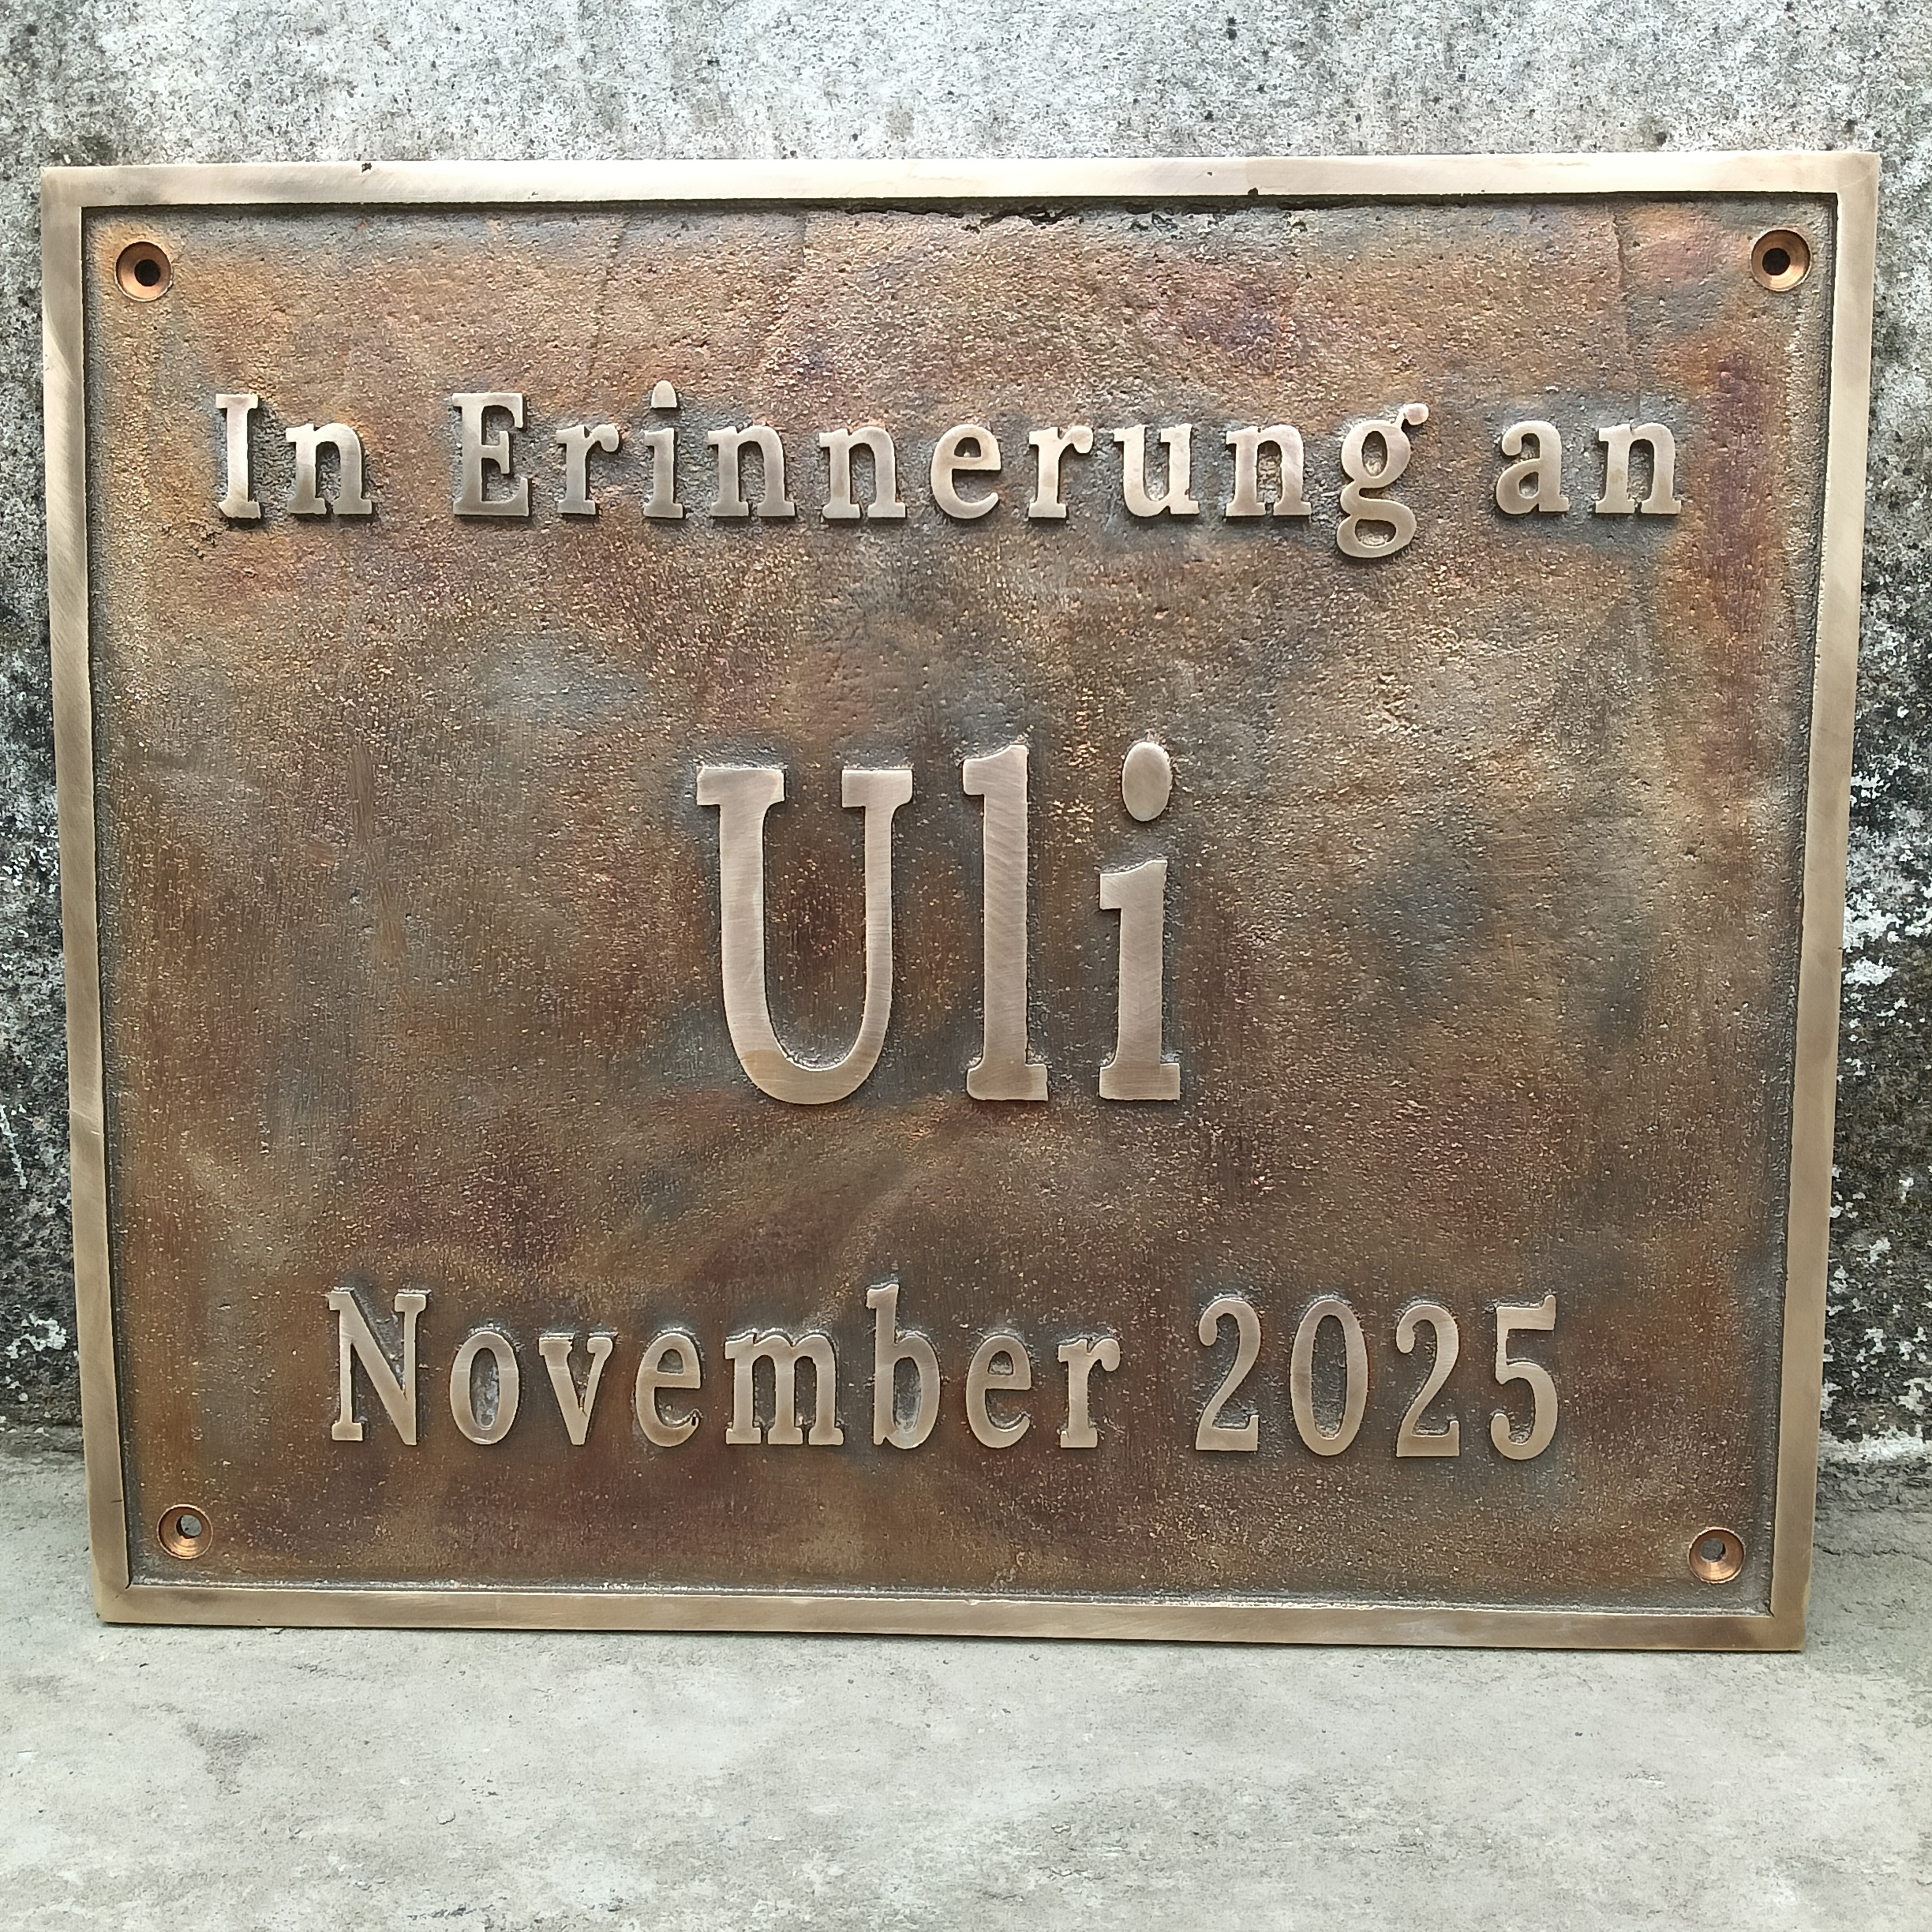 In Erinnerung an
Uli
November 2025